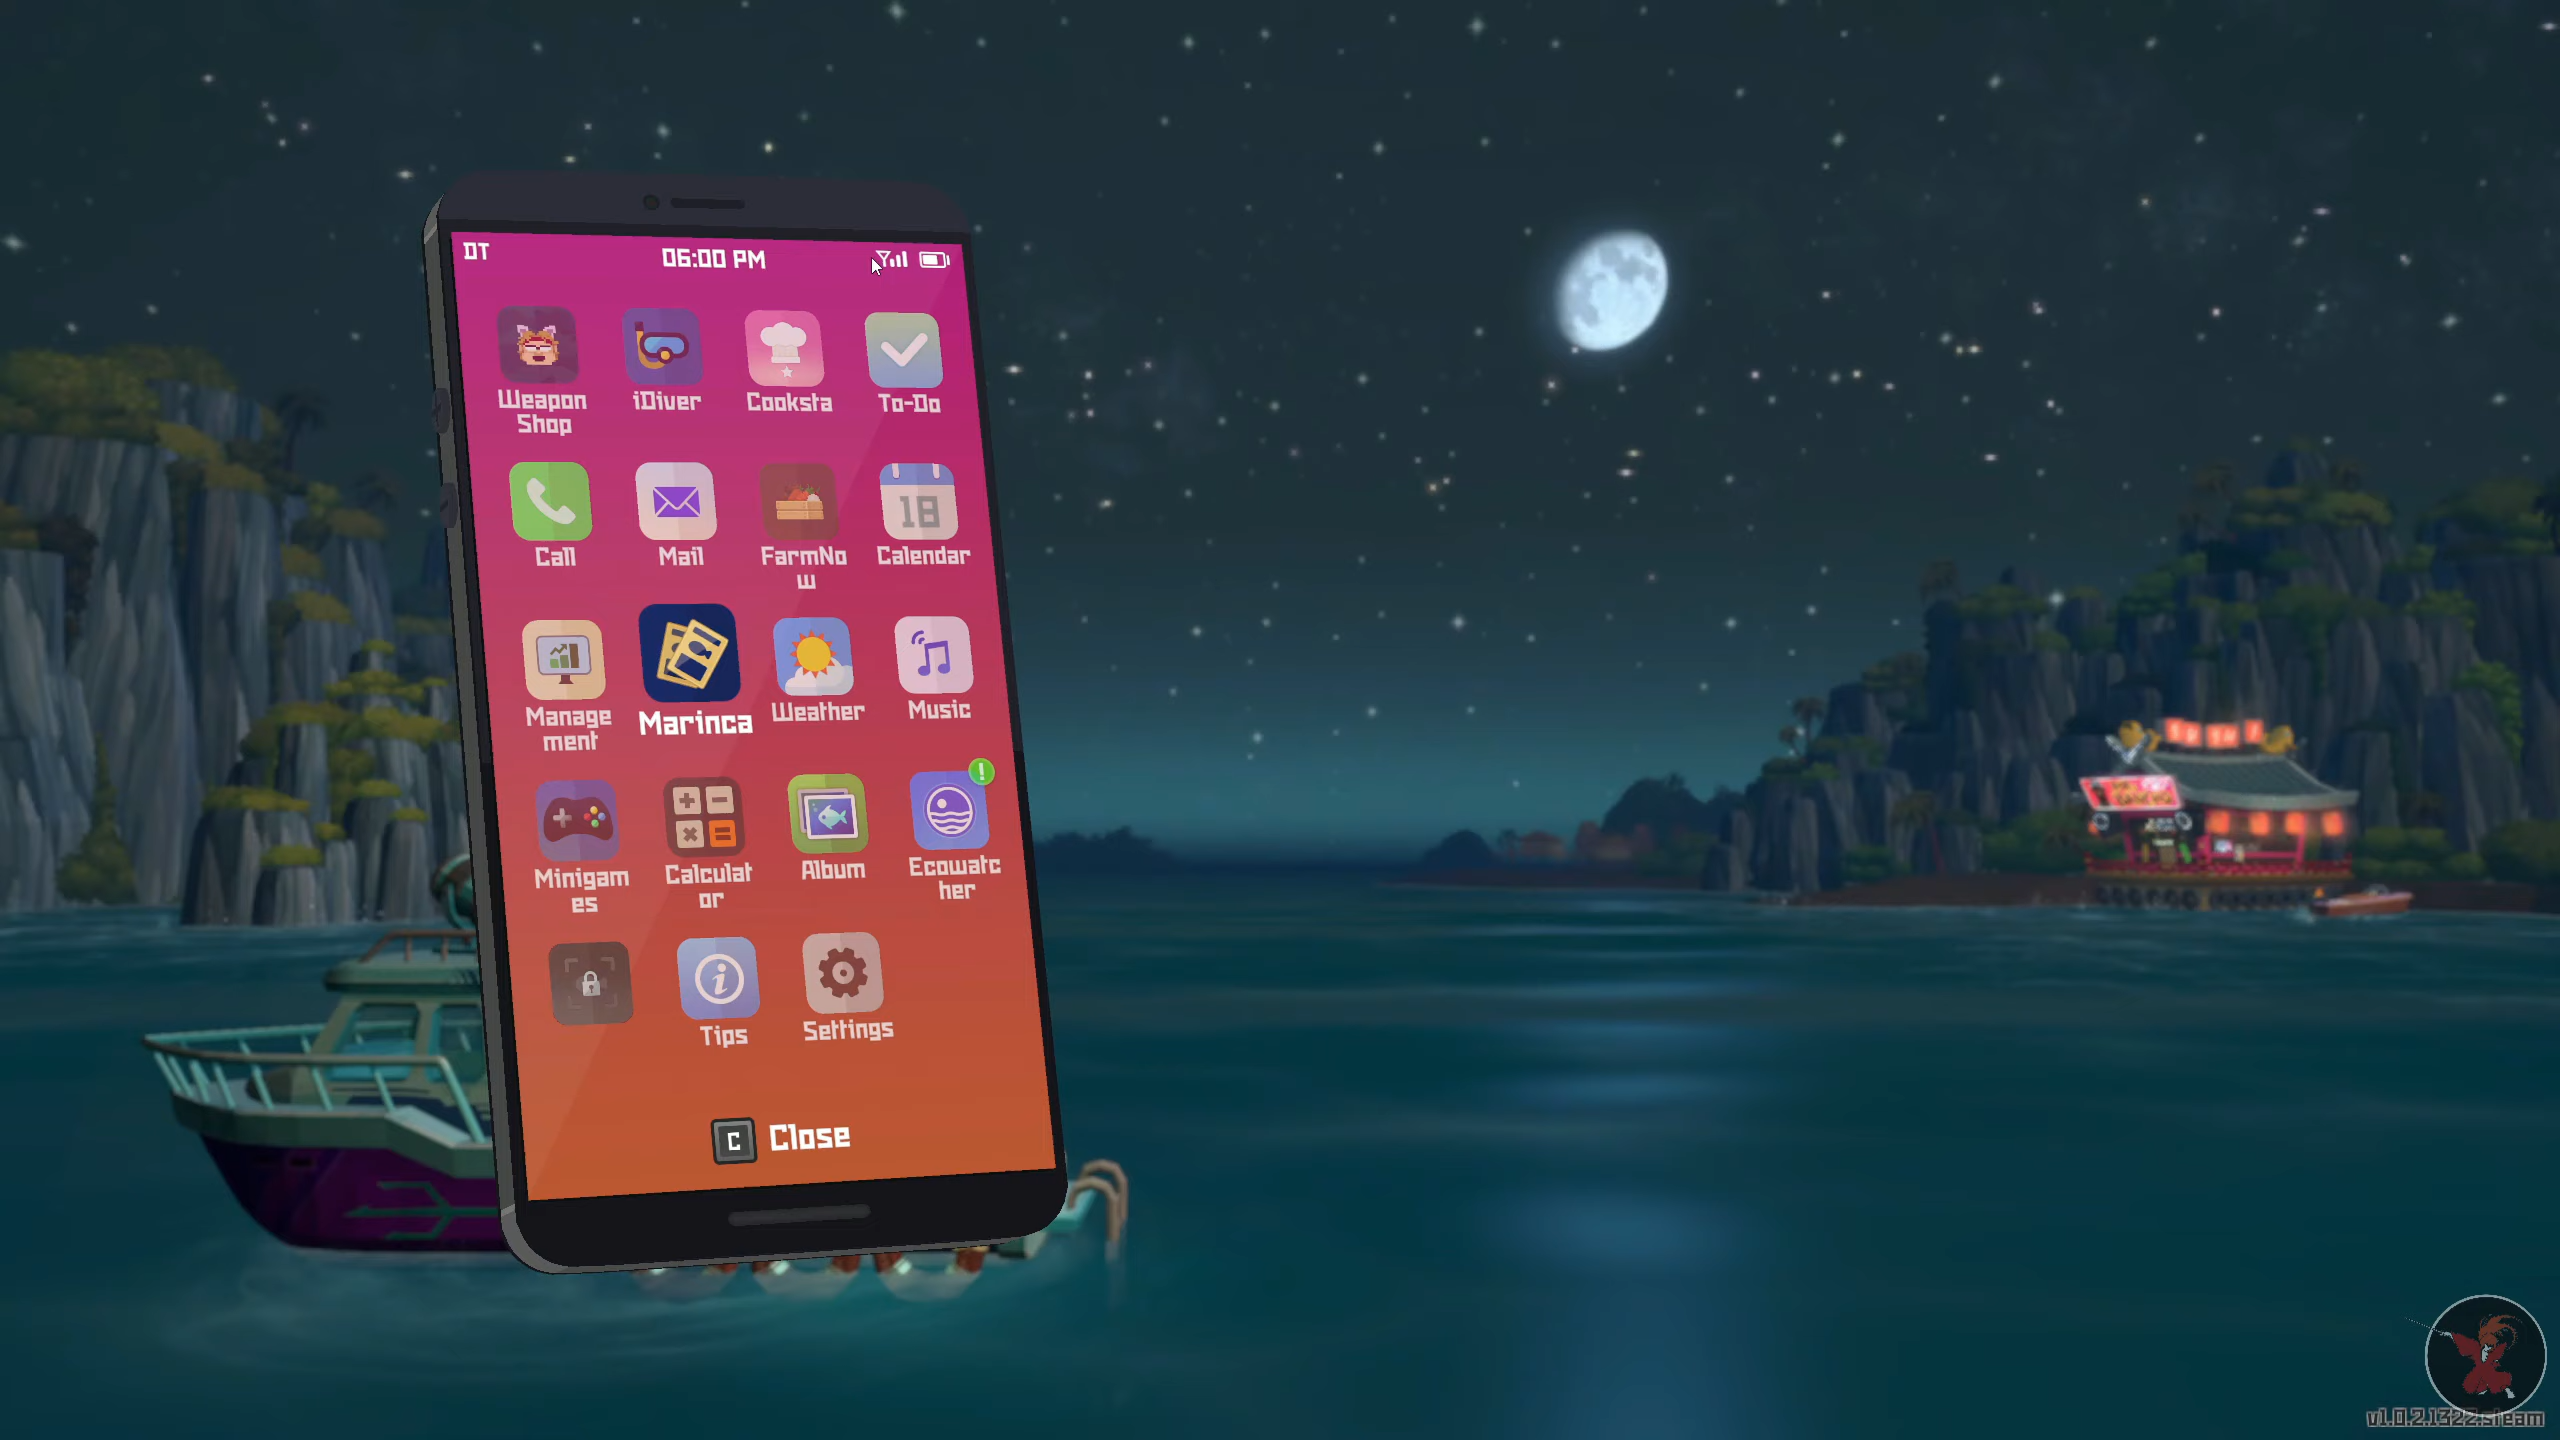 DT
06:00 PM
Weapon
Shop
iDiver
Cooksta
To-Do
Call
Mail
FarmNo
w
18
Calendar
Manage
ment
Marinca
Weather
Music
Minigam
es
Calculat
or
Album
!
Ecowatc
her
Tips
Settings
C Close
v1.0.2.1322.steam